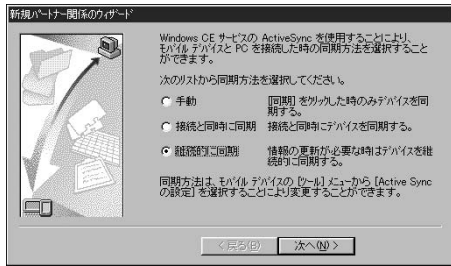 新規パートナー関係のウィザード
Windows CE サービスの ActiveSync を使用することにより、
モバイル デバイスと PC を接続した時の同期方法を選択すること
ができます。
次のリストから同期方法を選択してください。
手動 [同期] をクリックした時のみデバイスを同
期する。
接続と同時に同期 接続と同時にデバイスを同期する。
継続的に同期 情報の更新が必要な時はデバイスを継
続的に同期する。
同期方法は、モバイル デバイスの [ツール] メニューから [Active Sync
の設定] を選択することにより変更することができます。
< 戻る(B) 次へ(N) >